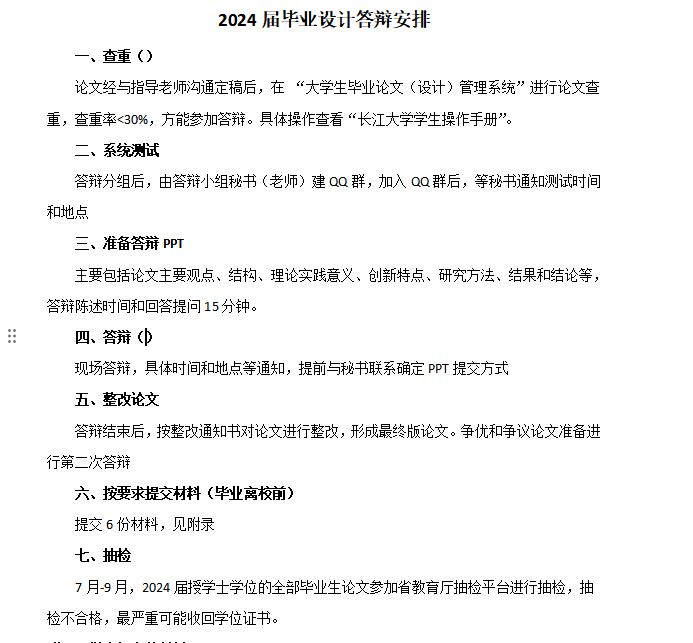 2024 届毕业设计答辩安排
一、查重（）
论文经与指导老师沟通定稿后，在 “大学生毕业论文（设计）管理系统”进行论文查
重，查重率<30%，方能参加答辩。具体操作查看“长江大学学生操作手册”。
二、系统测试
答辩分组后，由答辩小组秘书（老师）建 QQ 群，加入 QQ 群后，等秘书通知测试时间
和地点
三、准备答辩 PPT
主要包括论文主要观点、结构、理论实践意义、创新特点、研究方法、结果和结论等，
答辩陈述时间和回答提问 15 分钟。
四、答辩（）
现场答辩，具体时间和地点等通知，提前与秘书联系确定 PPT 提交方式
五、整改论文
答辩结束后，按整改通知书对论文进行整改，形成最终版论文。争优和争议论文准备进
行第二次答辩
六、按要求提交材料（毕业离校前）
提交 6 份材料，见附录
七、抽检
7 月-9 月，2024 届授学士学位的全部毕业生论文参加省教育厅抽检平台进行抽检，抽
检不合格，最严重可能收回学位证书。